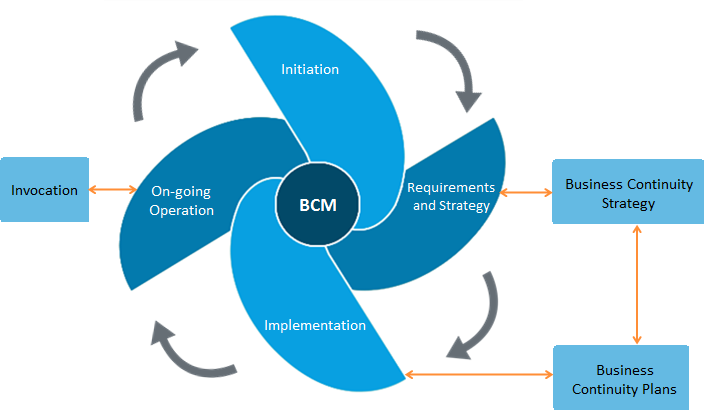 Initiation
Invocation
On-going
Operation
BCM
Requirements
and Strategy
Business Continuity
Strategy
Implementation
Business
Continuity Plans